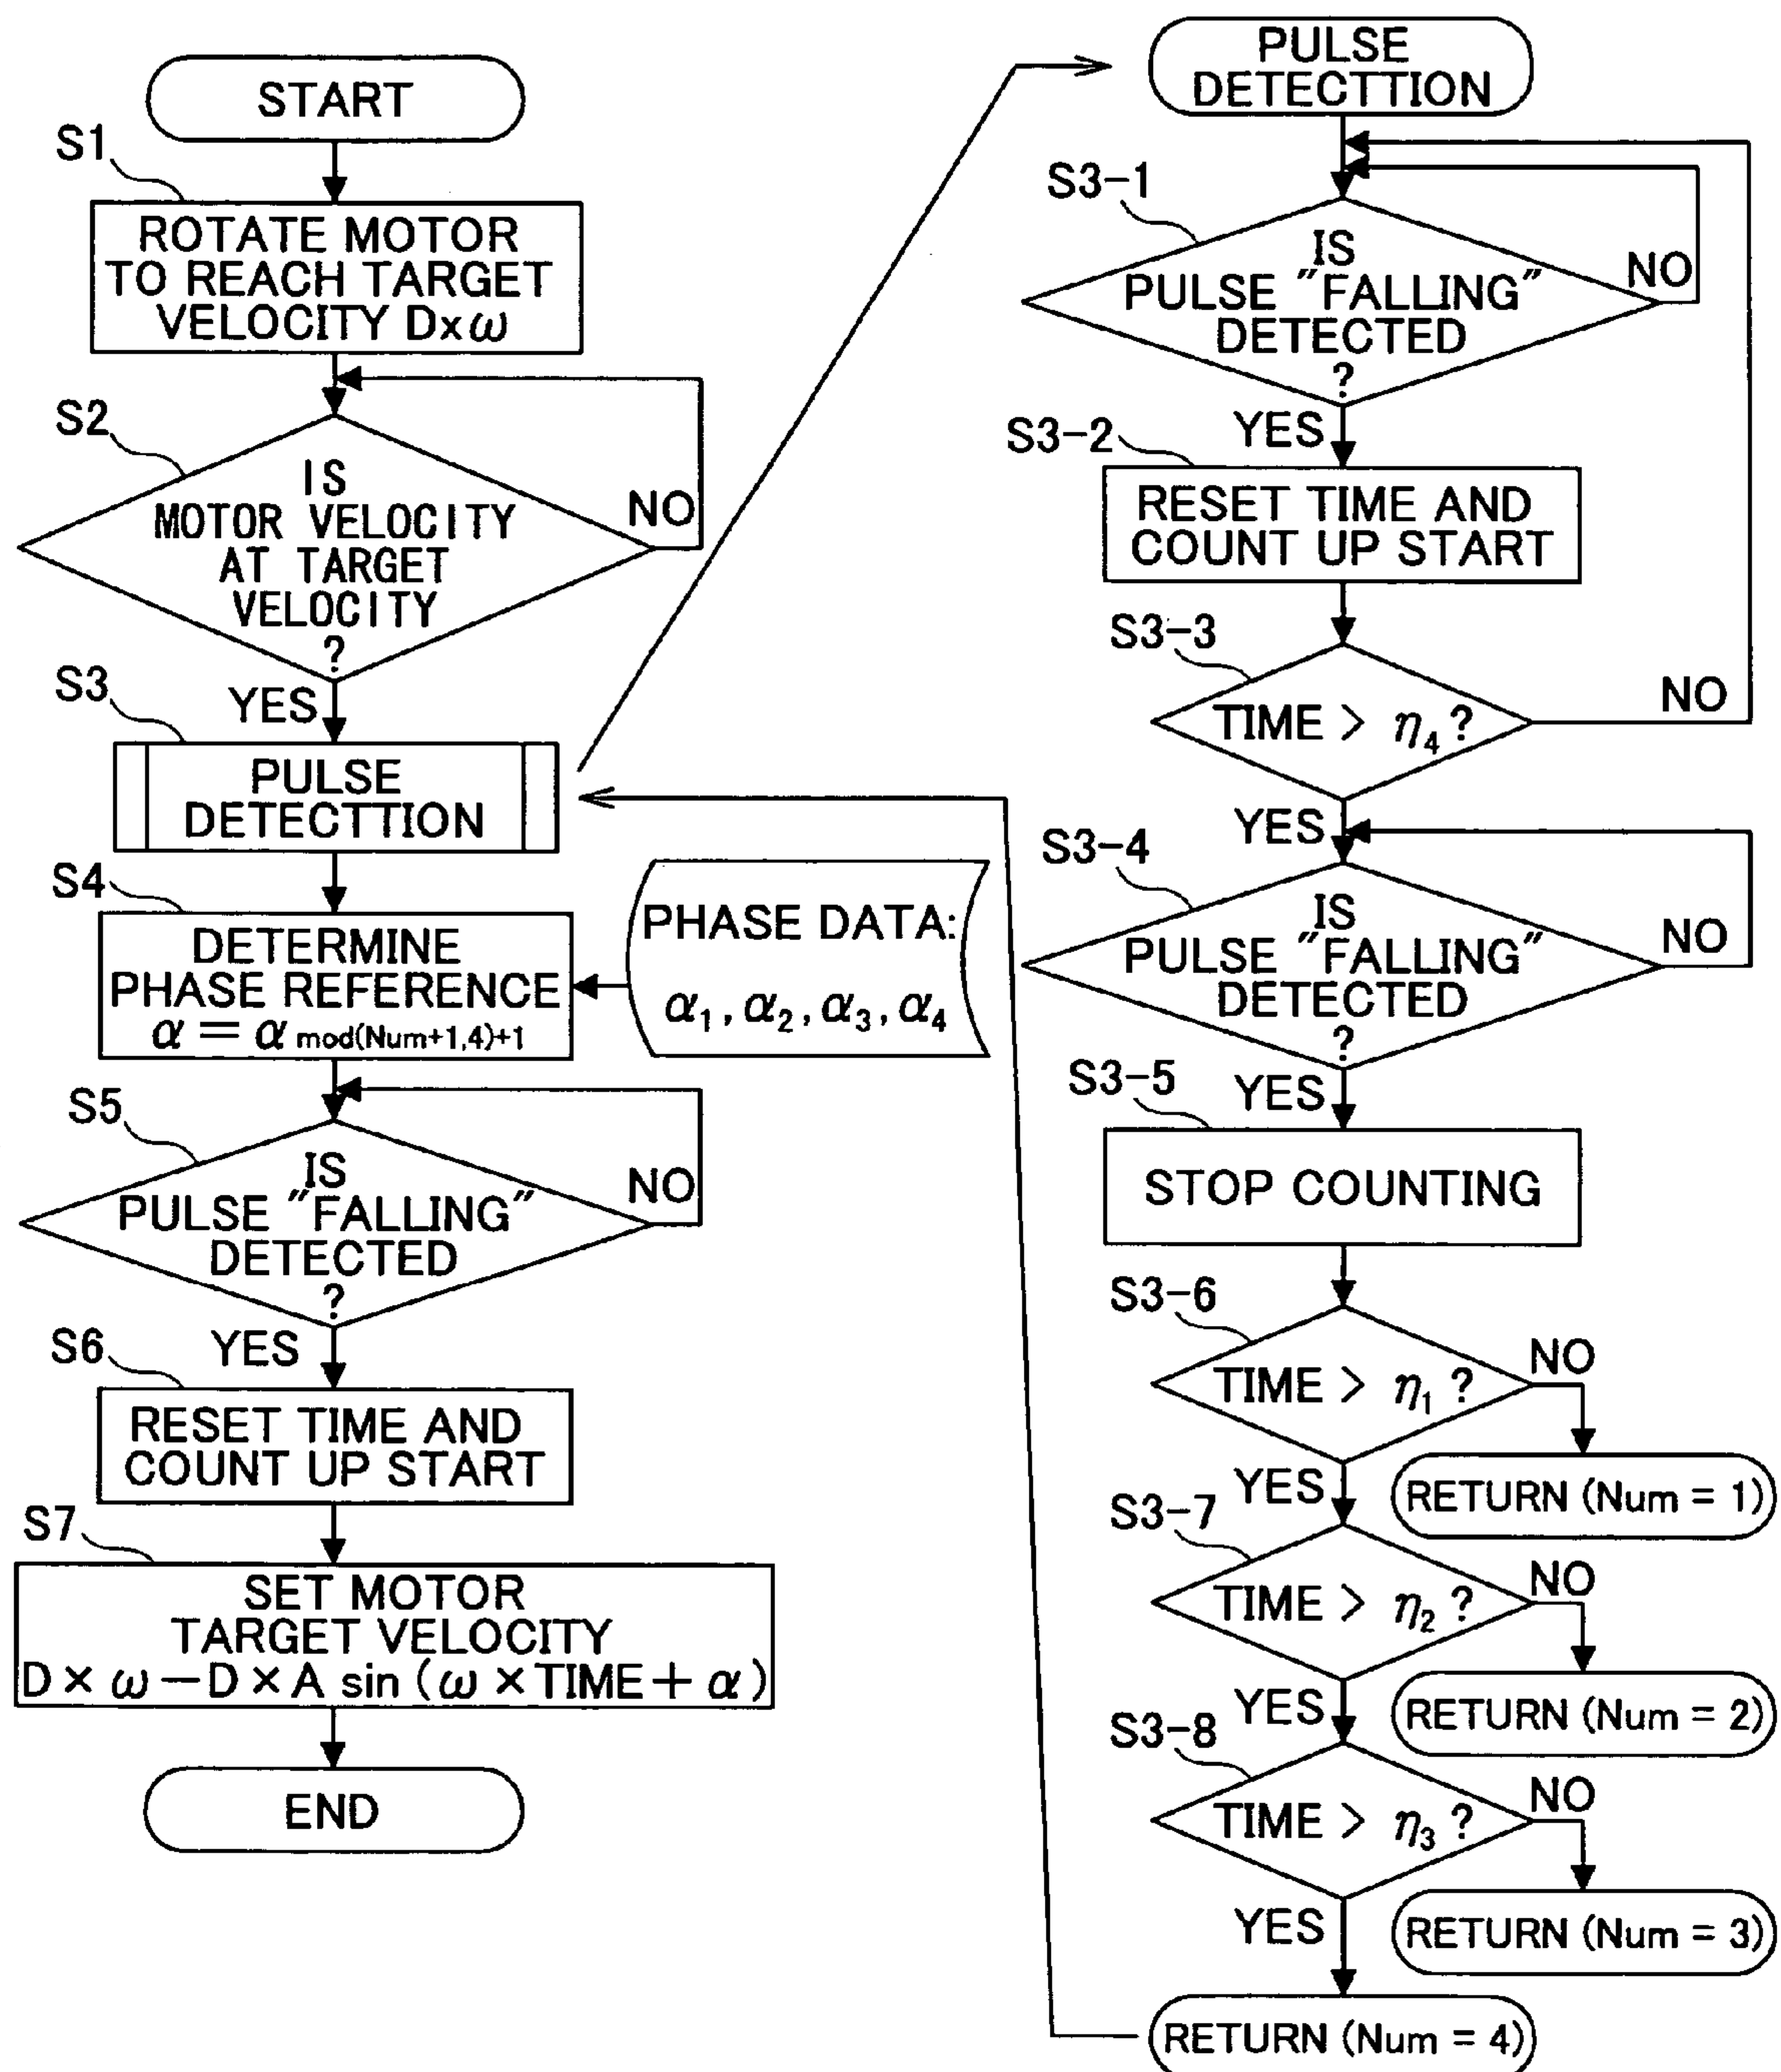 START
S1
ROTATE MOTOR
TO REACH TARGET
VELOCITY Dxω
S2
IS
MOTOR VELOCITY
AT TARGET
VELOCITY
?
NO
YES
S3
PULSE
DETECTTION
S4
DETERMINE
PHASE REFERENCE
α = α mod(Num+1,4)+1
PHASE DATA:
α1, α2, α3, α4
S5
IS
PULSE "FALLING"
DETECTED
?
NO
YES
S6
RESET TIME AND
COUNT UP START
S7
SET MOTOR
TARGET VELOCITY
D × ω − D × A sin (ω × TIME + α)
END
PULSE
DETECTTION
S3-1
IS
PULSE "FALLING"
DETECTED
?
NO
YES
S3-2
RESET TIME AND
COUNT UP START
S3-3
TIME > η4 ?
NO
YES
S3-4
IS
PULSE "FALLING"
DETECTED
?
NO
YES
S3-5
STOP COUNTING
S3-6
TIME > η1 ?
NO
RETURN (Num = 1)
YES
S3-7
TIME > η2 ?
NO
RETURN (Num = 2)
YES
S3-8
TIME > η3 ?
NO
RETURN (Num = 3)
YES
RETURN (Num = 4)